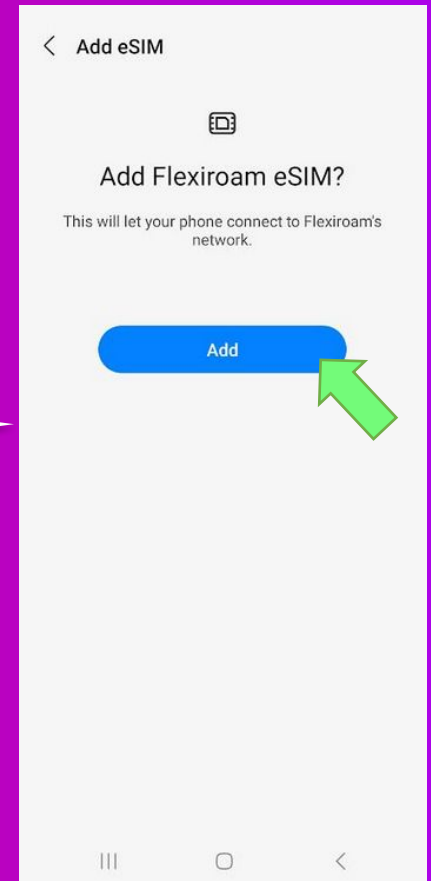 Add eSIM
Add Flexiroam eSIM?
This will let your phone connect to Flexiroam's
network.
Add